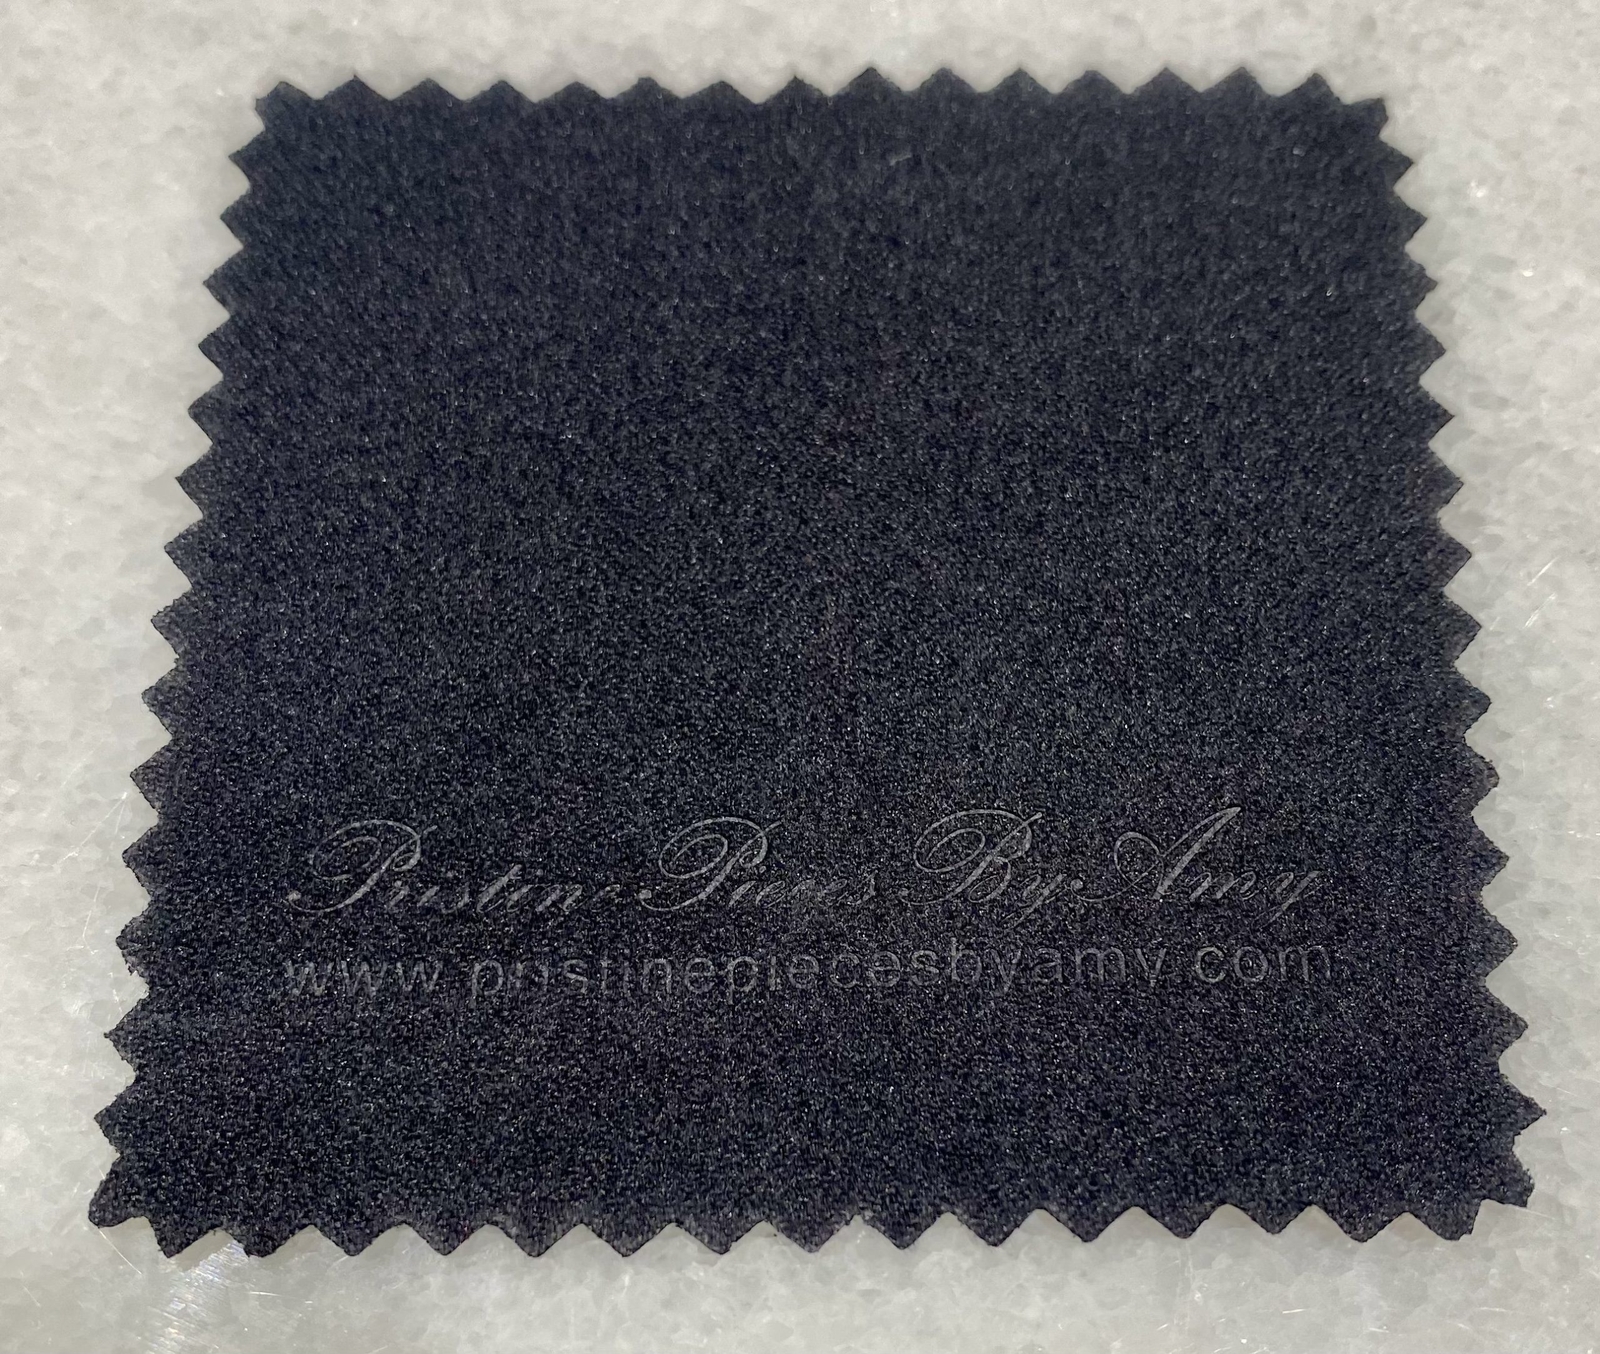 Pristine Pieces By Amy
www.pristinepiecesbyamy.com